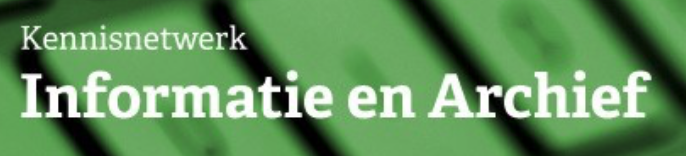 Kennisnetwerk
Informatie en Archief